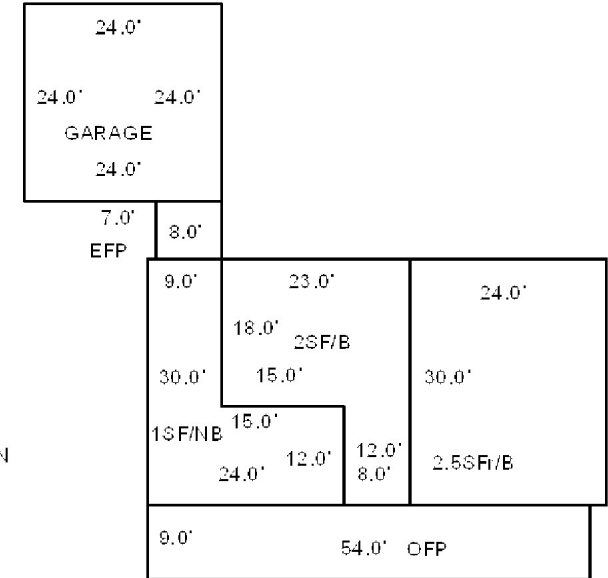 24.0'
24.0' 24.0'
GARAGE
24.0'
7.0' 8.0'
EFP
9.0' 23.0' 24.0'
18.0' 2SF/B
30.0' 15.0' 30.0'
15.0'
1SF/NB
12.0' 12.0' 2.5SFr/B
N
24.0' 8.0'
9.0' 54.0' OFP